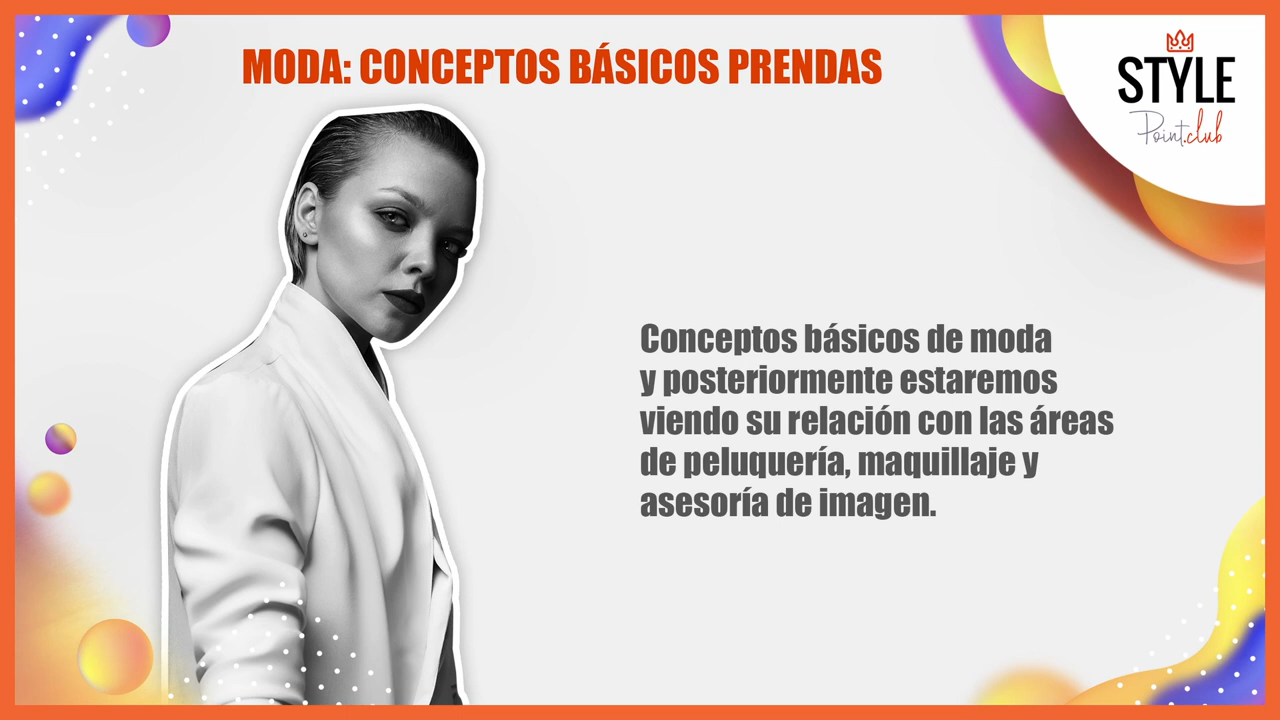 MODA: CONCEPTOS BÁSICOS PRENDAS
STYLE
Point.club
Conceptos básicos de moda
y posteriormente estaremos
viendo su relación con las áreas
de peluquería, maquillaje y
asesoría de imagen.